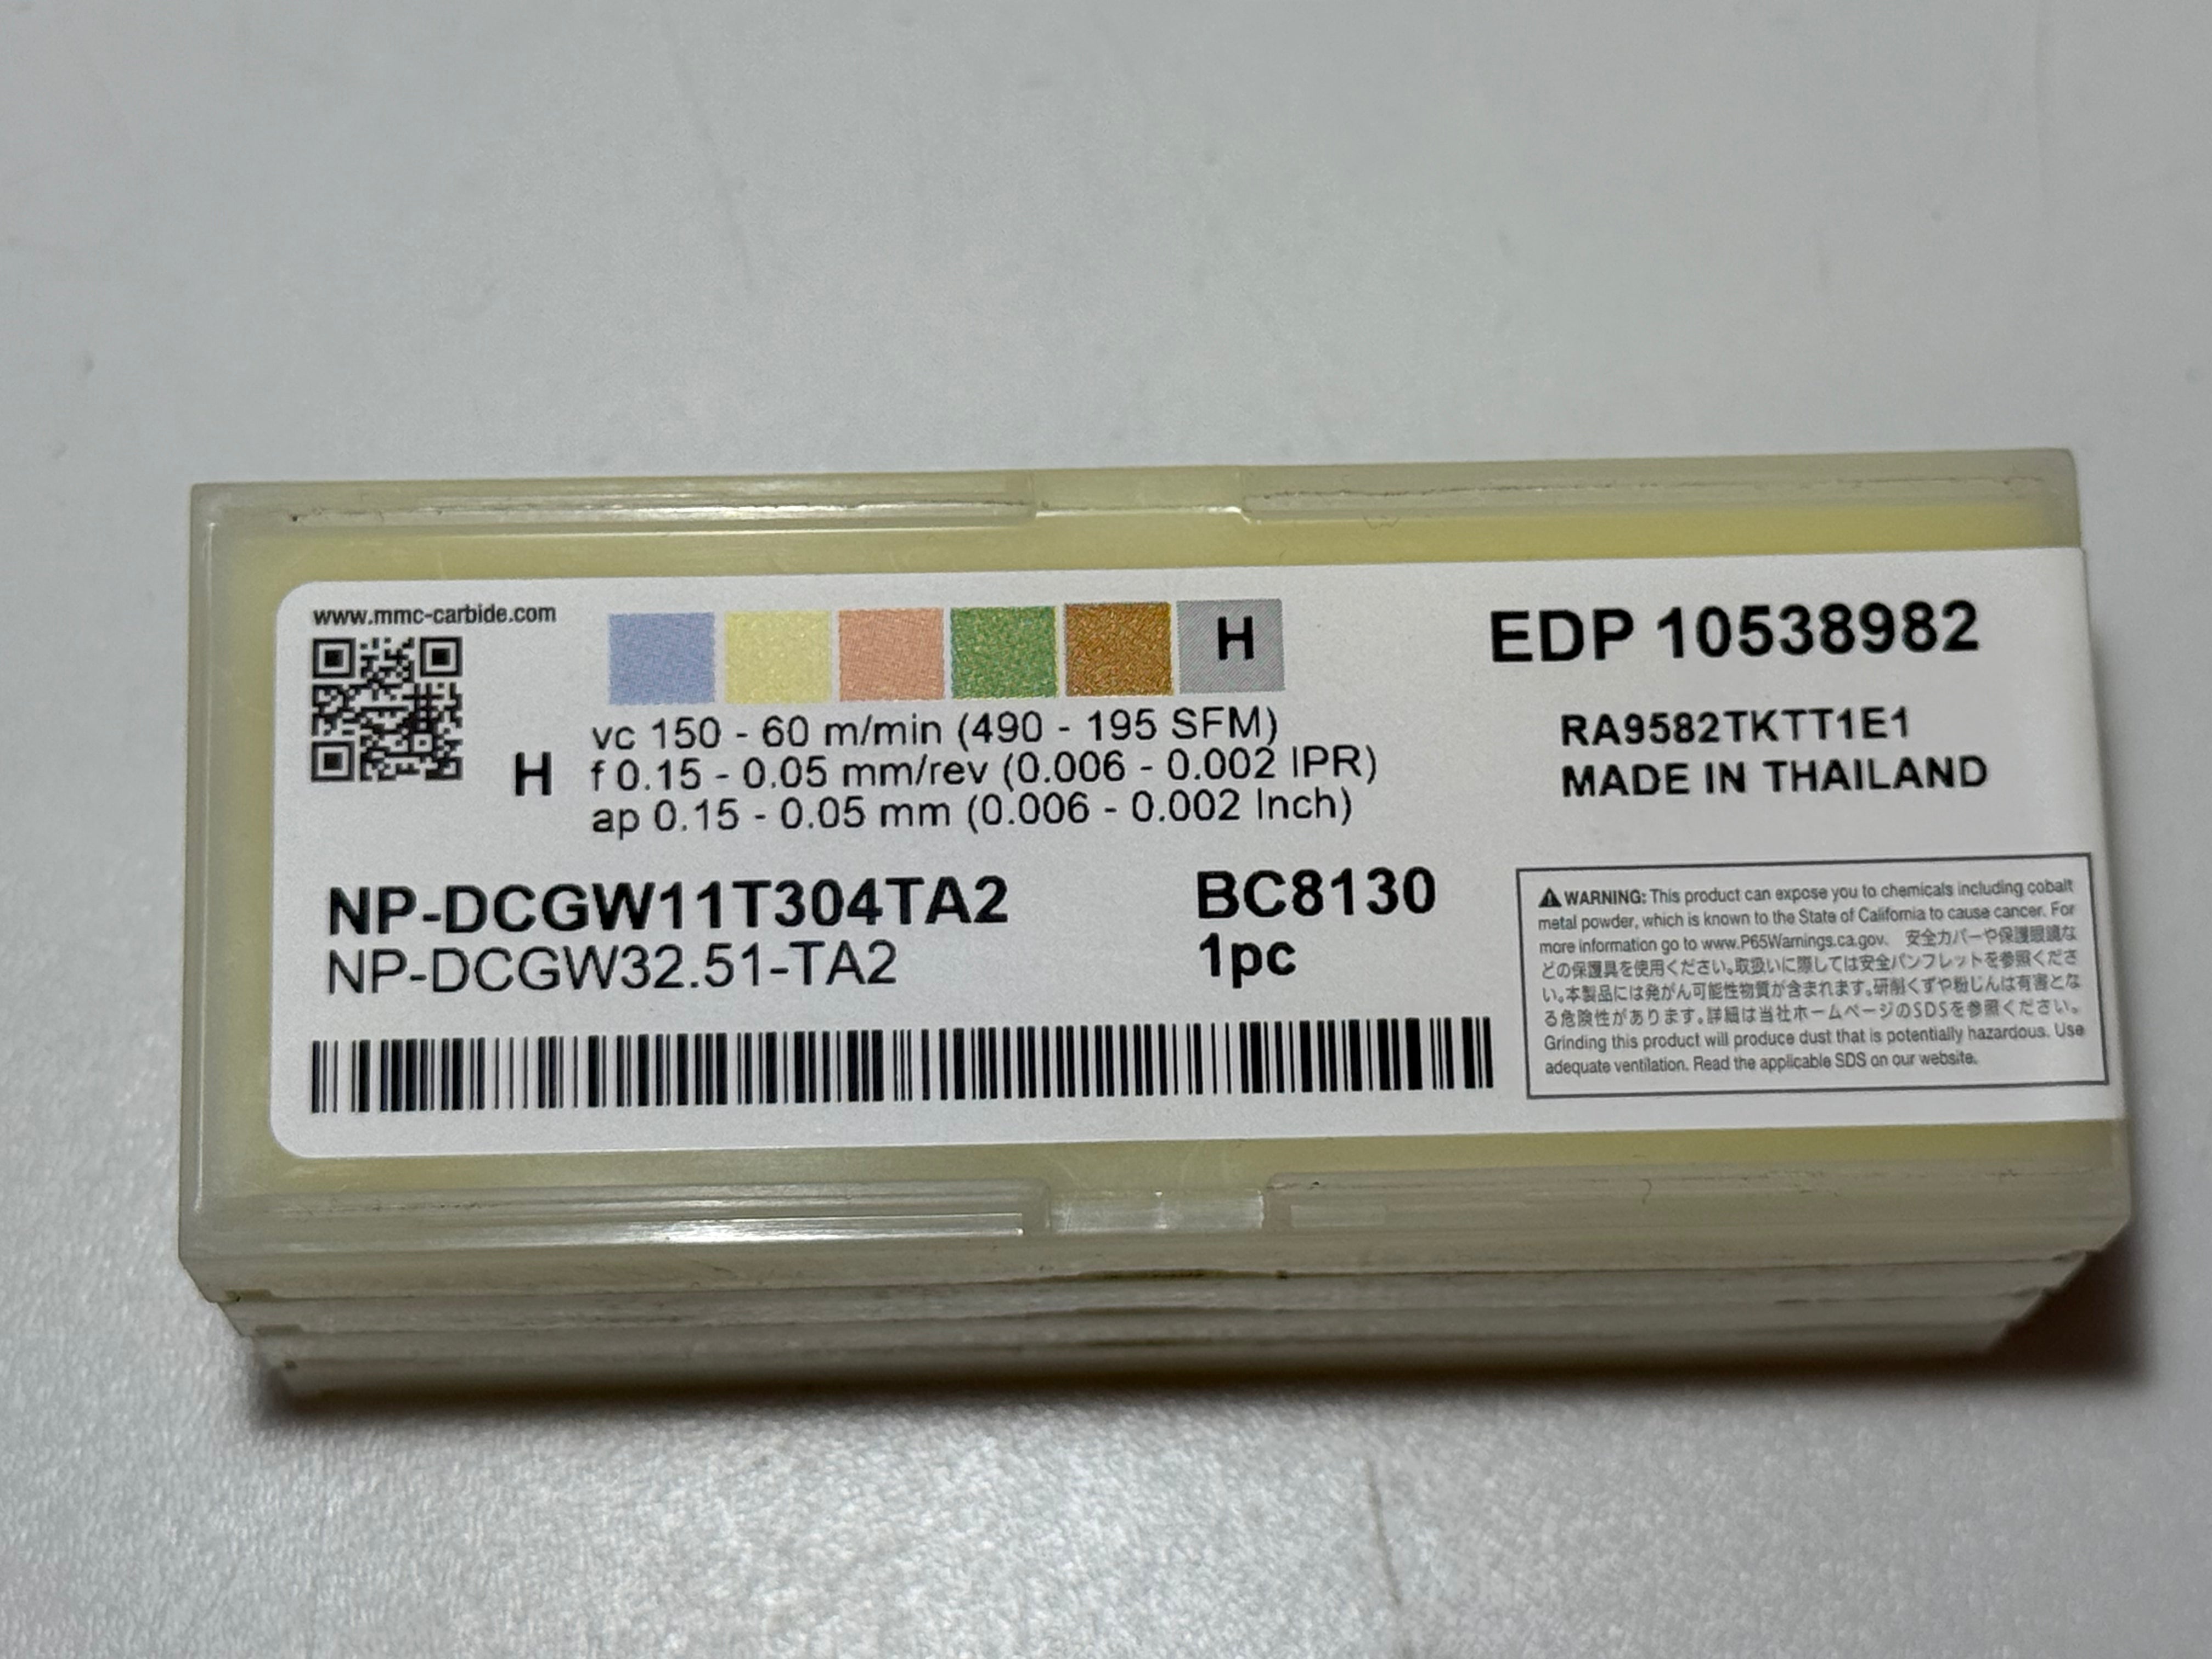 www.mmc-carbide.com
H
EDP 10538982
vc 150 - 60 m/min (490 - 195 SFM)
H f 0.15 - 0.05 mm/rev (0.006 - 0.002 IPR)
ap 0.15 - 0.05 mm (0.006 - 0.002 Inch)
RA9582TKTT1E1
MADE IN THAILAND
NP-DCGW11T304TA2 BC8130
NP-DCGW32.51-TA2 1pc
⚠WARNING: This product can expose you to chemicals including cobalt
metal powder, which is known to the State of California to cause cancer. For
more information go to www.P65Warnings.ca.gov. 安全カバーや保護眼鏡な
どの保護具を使用ください。取扱いに際しては安全パンフレットを参照くださ
い。本製品には発がん可能性物質が含まれます。研削くずや粉じんは有害とな
る危険性があります。詳細は当社ホームページのSDSを参照ください。
Grinding this product will produce dust that is potentially hazardous. Use
adequate ventilation. Read the applicable SDS on our website.